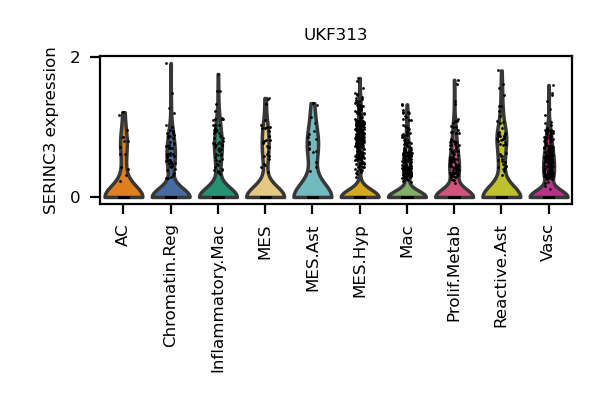 UKF313
SERINC3 expression
2
0
AC
Chromatin.Reg
Inflammatory.Mac
MES
MES.Ast
MES.Hyp
Mac
Prolif.Metab
Reactive.Ast
Vasc